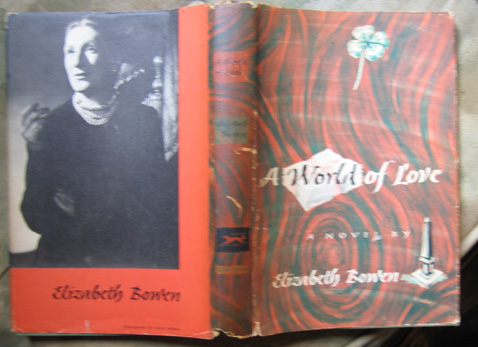 Elizabeth Bowen
A World of Love
A NOVEL BY
Elizabeth Bowen